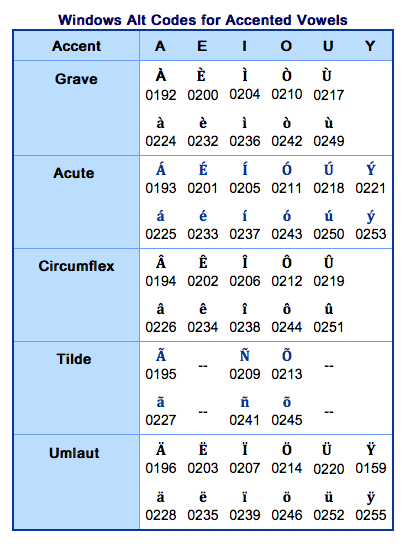 Windows Alt Codes for Accented Vowels
Accent A E I O U Y
Grave À È Ì Ò Ù
0192 0200 0204 0210 0217
à è ì ò ù
0224 0232 0236 0242 0249
Acute Á É Í Ó Ú Ý
0193 0201 0205 0211 0218 0221
á é í ó ú ý
0225 0233 0237 0243 0250 0253
Circumflex Â Ê Î Ô Û
0194 0202 0206 0212 0219
â ê î ô û
0226 0234 0238 0244 0251
Tilde Ã -- Ñ Õ --
0195 0209 0213
ã -- ñ õ --
0227 0241 0245
Umlaut Ä Ë Ï Ö Ü Ÿ
0196 0203 0207 0214 0220 0159
ä ë ï ö ü ÿ
0228 0235 0239 0246 0252 0255